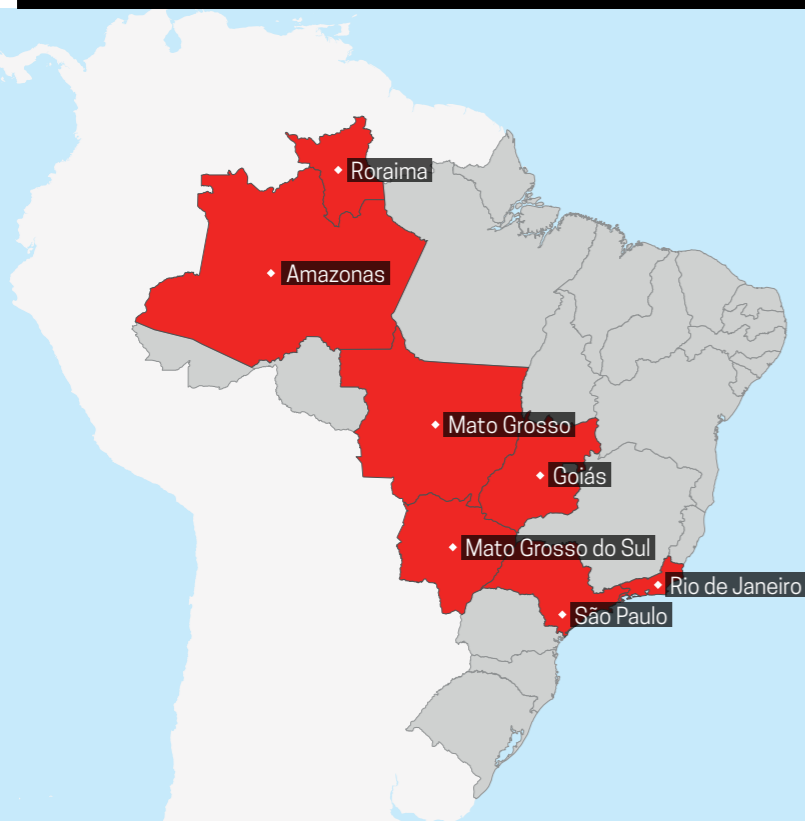 Roraima
Amazonas
Mato Grosso
Goiás
Mato Grosso do Sul
Rio de Janeiro
São Paulo